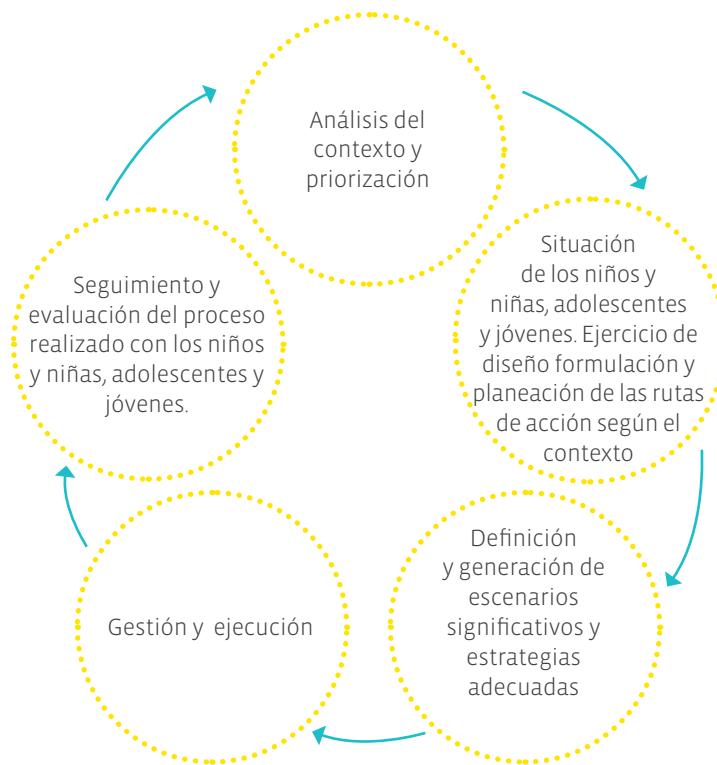 Análisis del
contexto y
priorización
Situación
de los niños y
niñas, adolescentes
y jóvenes. Ejercicio de
diseño formulación y
planeación de las rutas
de acción según el
contexto
Definición
y generación de
escenarios
significativos y
estrategias
adecuadas
Gestión y ejecución
Seguimiento y
evaluación del proceso
realizado con los niños
y niñas, adolescentes y
jóvenes.